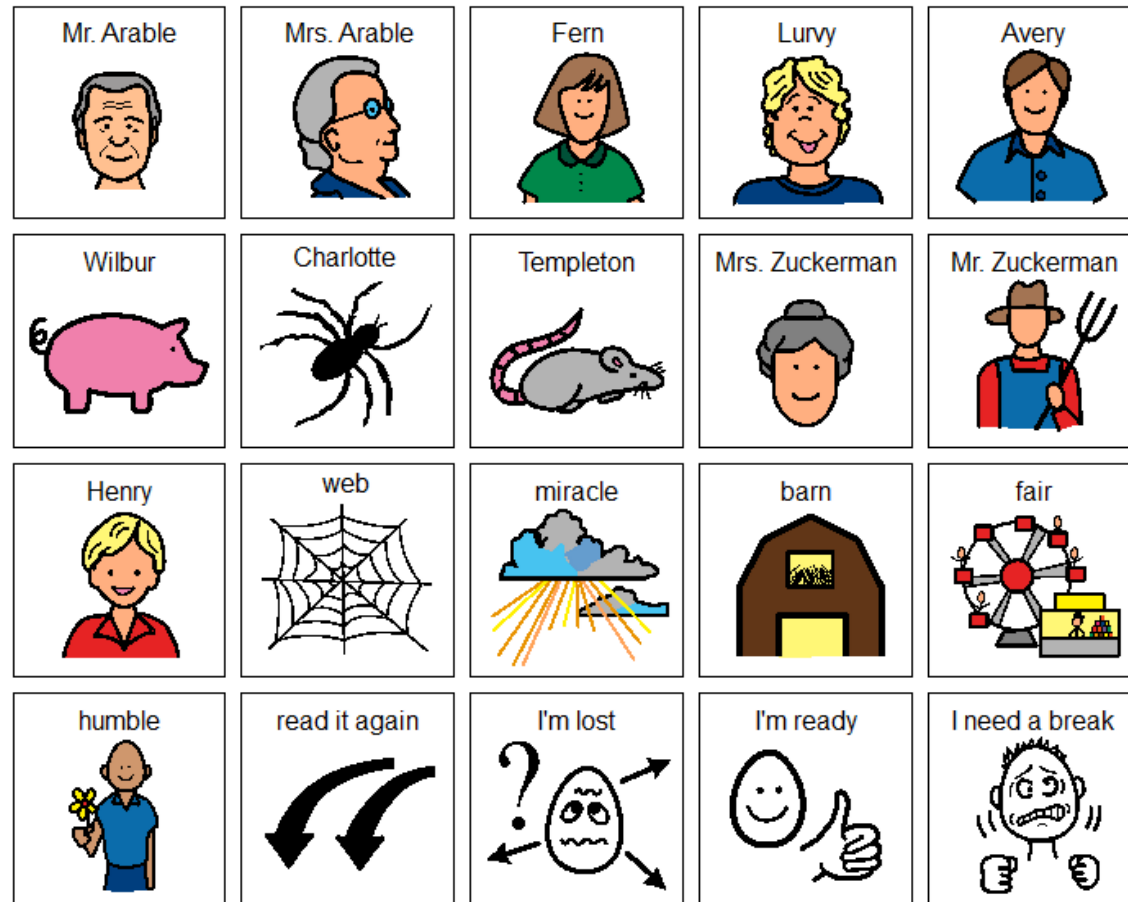 Mr. Arable
Mrs. Arable
Fern
Lurvy
Avery
Wilbur
Charlotte
Templeton
Mrs. Zuckerman
Mr. Zuckerman
Henry
web
miracle
barn
fair
humble
read it again
I'm lost
I'm ready
I need a break
?